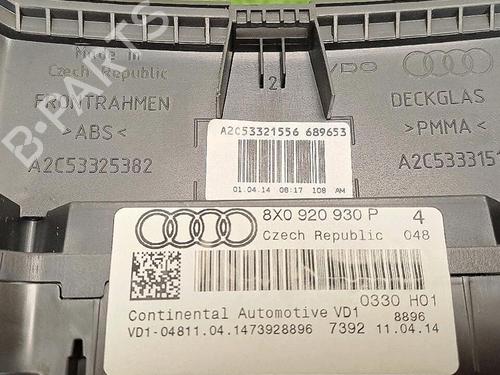 Made In
Czech Republic
VDO
FRONTRAHMEN
>ABS<
A2C53325382
2
DECKGLAS
>PMMA<
A2C5333151
A2C53321556 689653
01.04.14 08:17 108 AM
8X0 920 930 P 4
Czech Republic 048
0330 H01
Continental Automotive VD1 8896
VD1-04811.04.1473928896 7392 11.04.14
B-PARTS